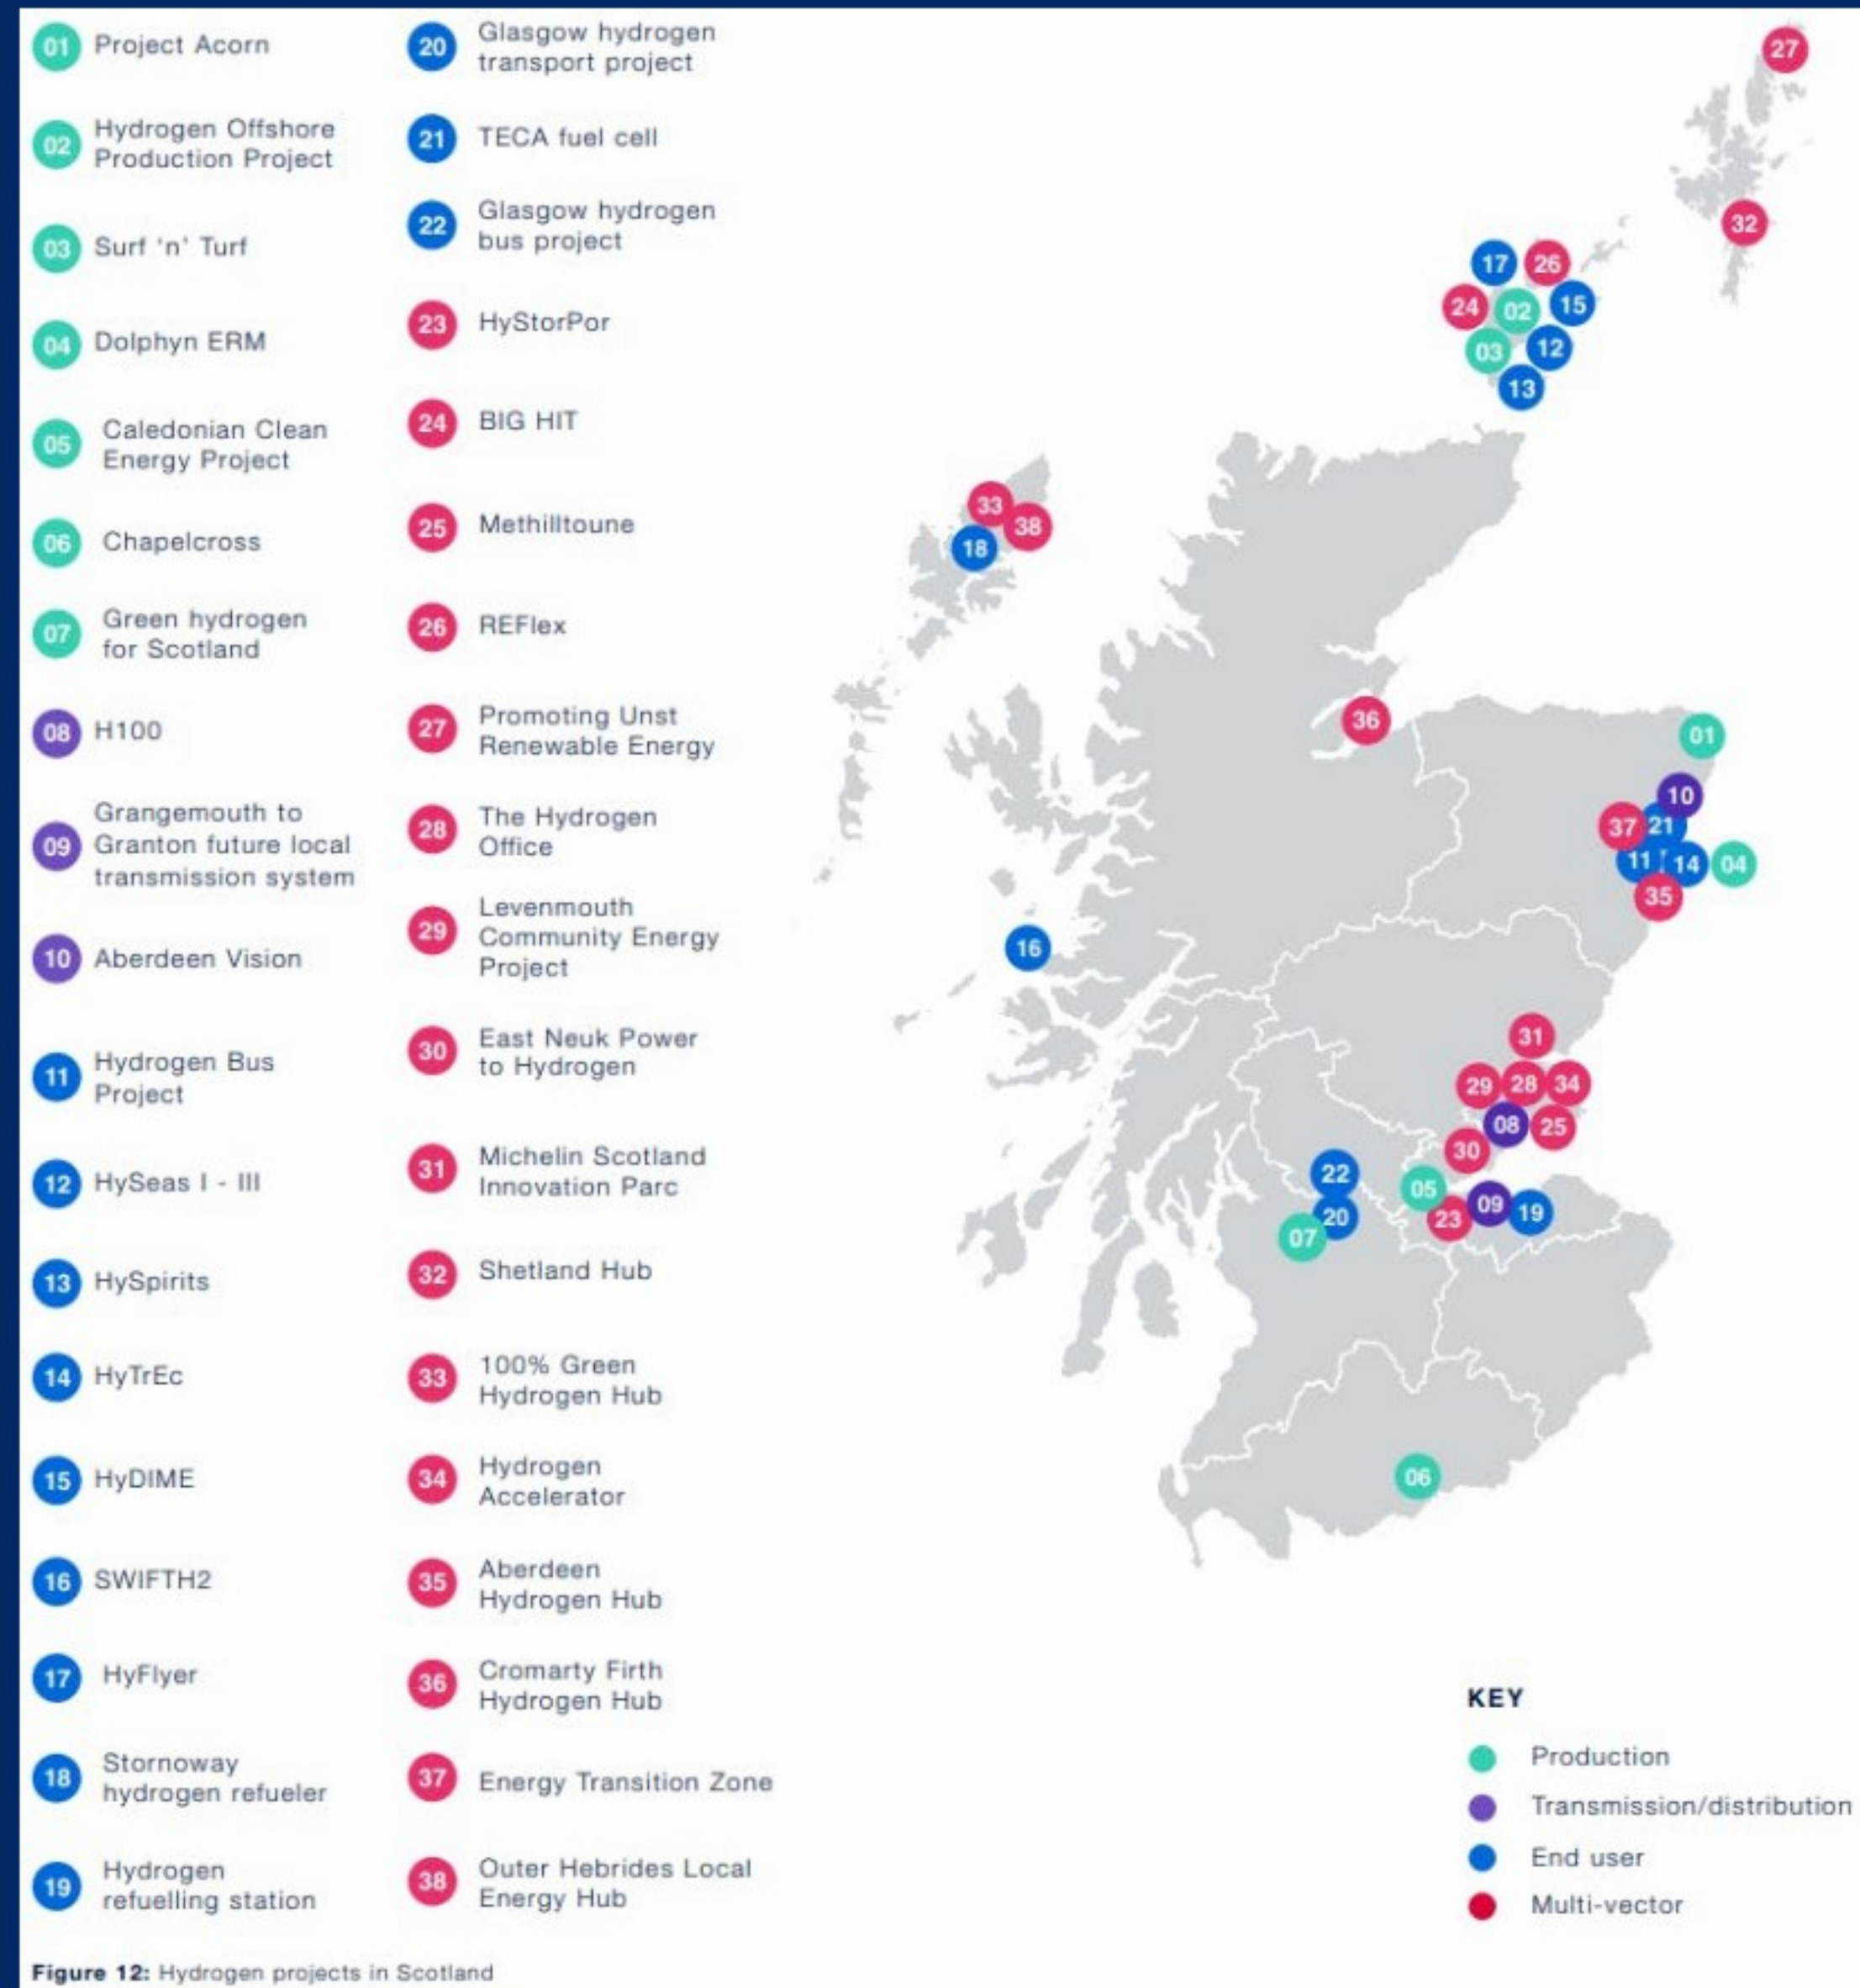 01 Project Acorn
02 Hydrogen Offshore
Production Project
03 Surf 'n' Turf
04 Dolphyn ERM
05 Caledonian Clean
Energy Project
06 Chapelcross
07 Green hydrogen
for Scotland
08 H100
09 Grangemouth to
Granton future local
transmission system
10 Aberdeen Vision
11 Hydrogen Bus
Project
12 HySeas I - III
13 HySpirits
14 HyTrEc
15 HyDIME
16 SWIFTH2
17 HyFlyer
18 Stornoway
hydrogen refueler
19 Hydrogen
refuelling station
20 Glasgow hydrogen
transport project
21 TECA fuel cell
22 Glasgow hydrogen
bus project
23 HyStorPor
24 BIG HIT
25 Methilltoune
26 REFlex
27 Promoting Unst
Renewable Energy
28 The Hydrogen
Office
29 Levenmouth
Community Energy
Project
30 East Neuk Power
to Hydrogen
31 Michelin Scotland
Innovation Parc
32 Shetland Hub
33 100% Green
Hydrogen Hub
34 Hydrogen
Accelerator
35 Aberdeen
Hydrogen Hub
36 Cromarty Firth
Hydrogen Hub
37 Energy Transition Zone
38 Outer Hebrides Local
Energy Hub
27
32
17 26
24 02 15
03 12
13
33
38
18
36
01
10
37 21
11 14 04
35
16
31
29 28 34
08 25
30
22
05
09 19
20 23
07
06
KEY
Production
Transmission/distribution
End user
Multi-vector
Figure 12: Hydrogen projects in Scotland